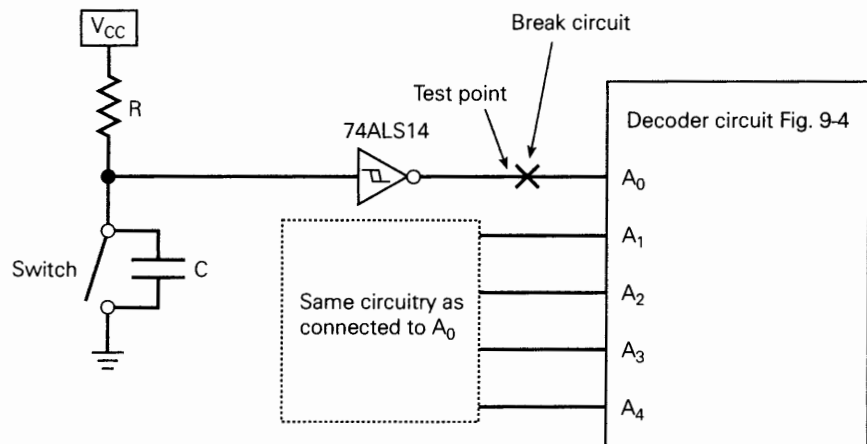 Break circuit
V_CC
Test point
R
74ALS14
Decoder circuit Fig. 9-4
A_0
A_1
Switch
C
Same circuitry as
connected to A_0
A_2
A_3
A_4